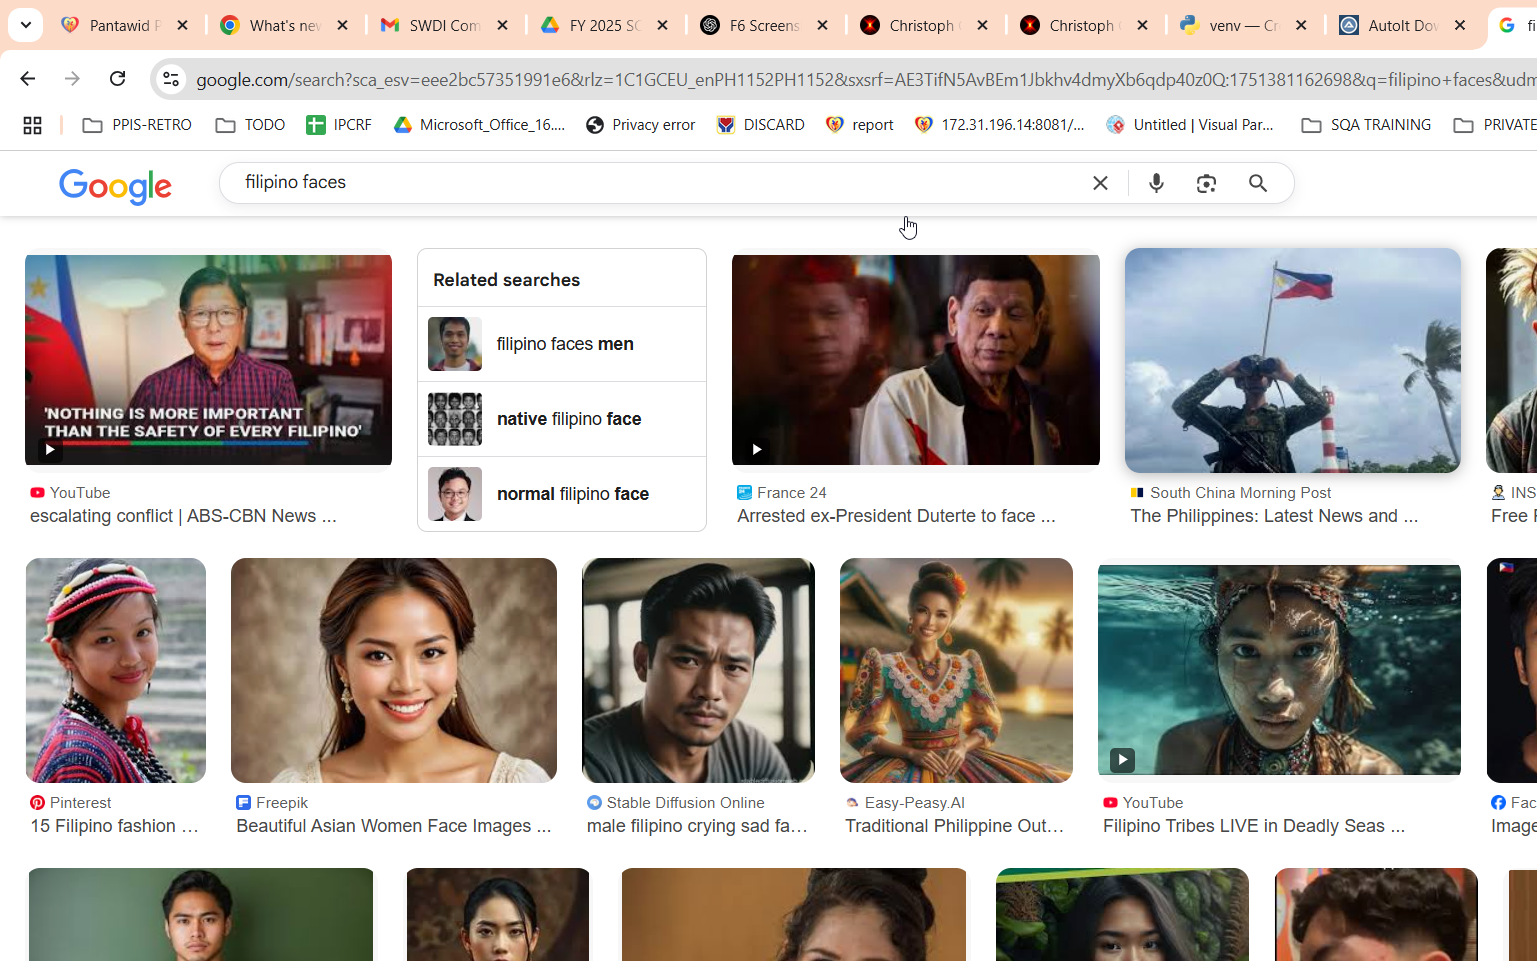 Pantawid P
What's new
SWDI Com
FY 2025 SC
F6 Screens
Christoph
Christoph
venv — Cr
AutoIt Dow
fi
google.com/search?sca_esv=eee2bc57351991e6&rlz=1C1GCEU_enPH1152PH1152&sxsrf=AE3TifN5AvBEm1Jbkhv4dmyXb6qdp40z0Q:1751381162698&q=filipino+faces&udm
PPIS-RETRO
TODO
IPCRF
Microsoft_Office_16....
Privacy error
DISCARD
report
172.31.196.14:8081/...
Untitled | Visual Par...
SQA TRAINING
PRIVATE
Google
filipino faces
'NOTHING IS MORE IMPORTANT
THAN THE SAFETY OF EVERY FILIPINO'
YouTube
escalating conflict | ABS-CBN News ...
Related searches
filipino faces men
native filipino face
normal filipino face
France 24
Arrested ex-President Duterte to face ...
South China Morning Post
The Philippines: Latest News and ...
INS
Free
Pinterest
15 Filipino fashion ...
Freepik
Beautiful Asian Women Face Images ...
Stable Diffusion Online
male filipino crying sad fa...
Easy-Peasy.AI
Traditional Philippine Out...
YouTube
Filipino Tribes LIVE in Deadly Seas ...
Fac
Image